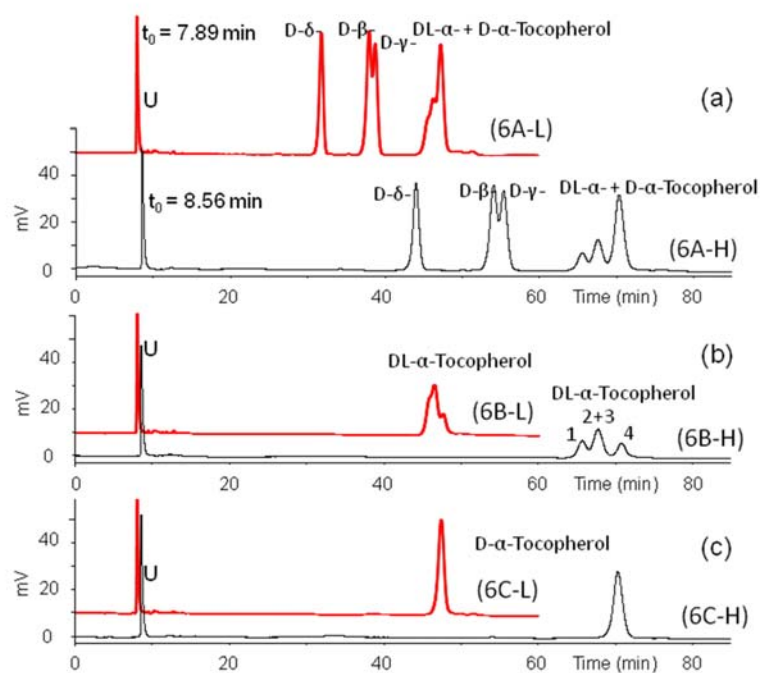 t0 = 7.89 min D-δ- D-β- D-γ- DL-α- + D-α-Tocopherol
U (a)
(6A-L)
40 t0 = 8.56 min D-δ- D-β- D-γ- DL-α- + D-α-Tocopherol
mV 20
(6A-H)
0
0 20 40 60 Time (min) 80
U (b)
40 DL-α-Tocopherol
mV DL-α-Tocopherol
20 (6B-L) 1 2+3 4 (6B-H)
0
0 20 40 60 Time (min) 80
(c)
40 U D-α-Tocopherol
mV 20 (6C-L) (6C-H)
0
0 20 40 60 Time (min) 80